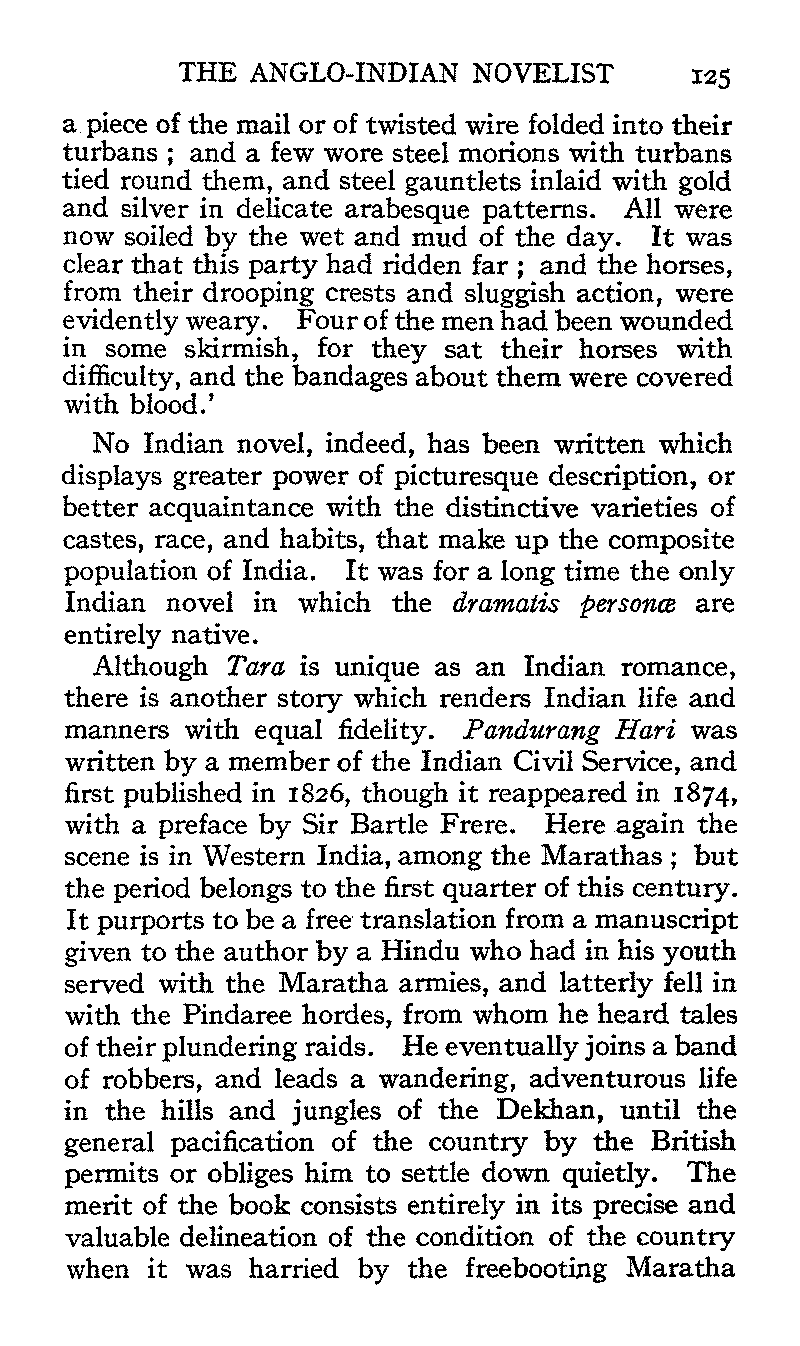 THE ANGLO-INDIAN NOVELIST 125
a piece of the mail or of twisted wire folded into their
turbans ; and a few wore steel morions with turbans
tied round them, and steel gauntlets inlaid with gold
and silver in delicate arabesque patterns. All were
now soiled by the wet and mud of the day. It was
clear that this party had ridden far ; and the horses,
from their drooping crests and sluggish action, were
evidently weary. Four of the men had been wounded
in some skirmish, for they sat their horses with
difficulty, and the bandages about them were covered
with blood.'
No Indian novel, indeed, has been written which
displays greater power of picturesque description, or
better acquaintance with the distinctive varieties of
castes, race, and habits, that make up the composite
population of India. It was for a long time the only
Indian novel in which the dramatis personæ are
entirely native.
Although Tara is unique as an Indian romance,
there is another story which renders Indian life and
manners with equal fidelity. Pandurang Hari was
written by a member of the Indian Civil Service, and
first published in 1826, though it reappeared in 1874,
with a preface by Sir Bartle Frere. Here again the
scene is in Western India, among the Marathas ; but
the period belongs to the first quarter of this century.
It purports to be a free translation from a manuscript
given to the author by a Hindu who had in his youth
served with the Maratha armies, and latterly fell in
with the Pindaree hordes, from whom he heard tales
of their plundering raids. He eventually joins a band
of robbers, and leads a wandering, adventurous life
in the hills and jungles of the Dekhan, until the
general pacification of the country by the British
permits or obliges him to settle down quietly. The
merit of the book consists entirely in its precise and
valuable delineation of the condition of the country
when it was harried by the freebooting Maratha